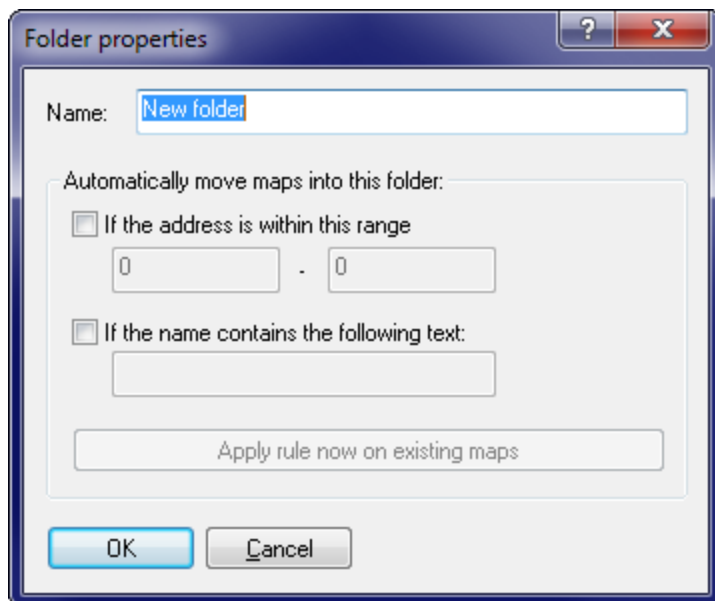 Folder properties
?
Name: New folder
Automatically move maps into this folder:
If the address is within this range
0 - 0
If the name contains the following text:
Apply rule now on existing maps
OK Cancel